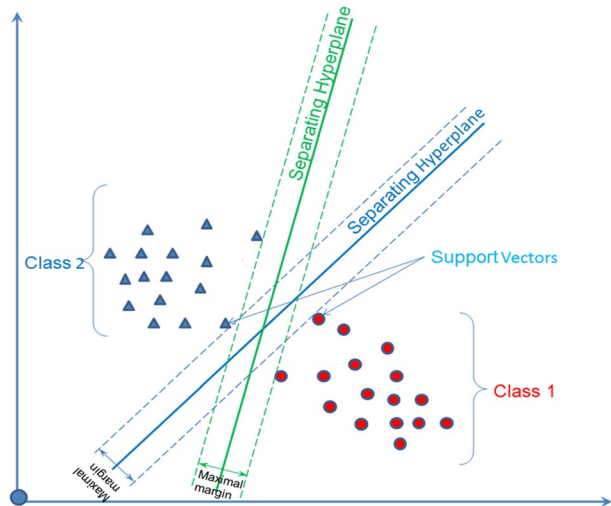 Separating Hyperplane
Separating Hyperplane
Class 2
Support Vectors
Class 1
Maximal
margin
Maximal
margin